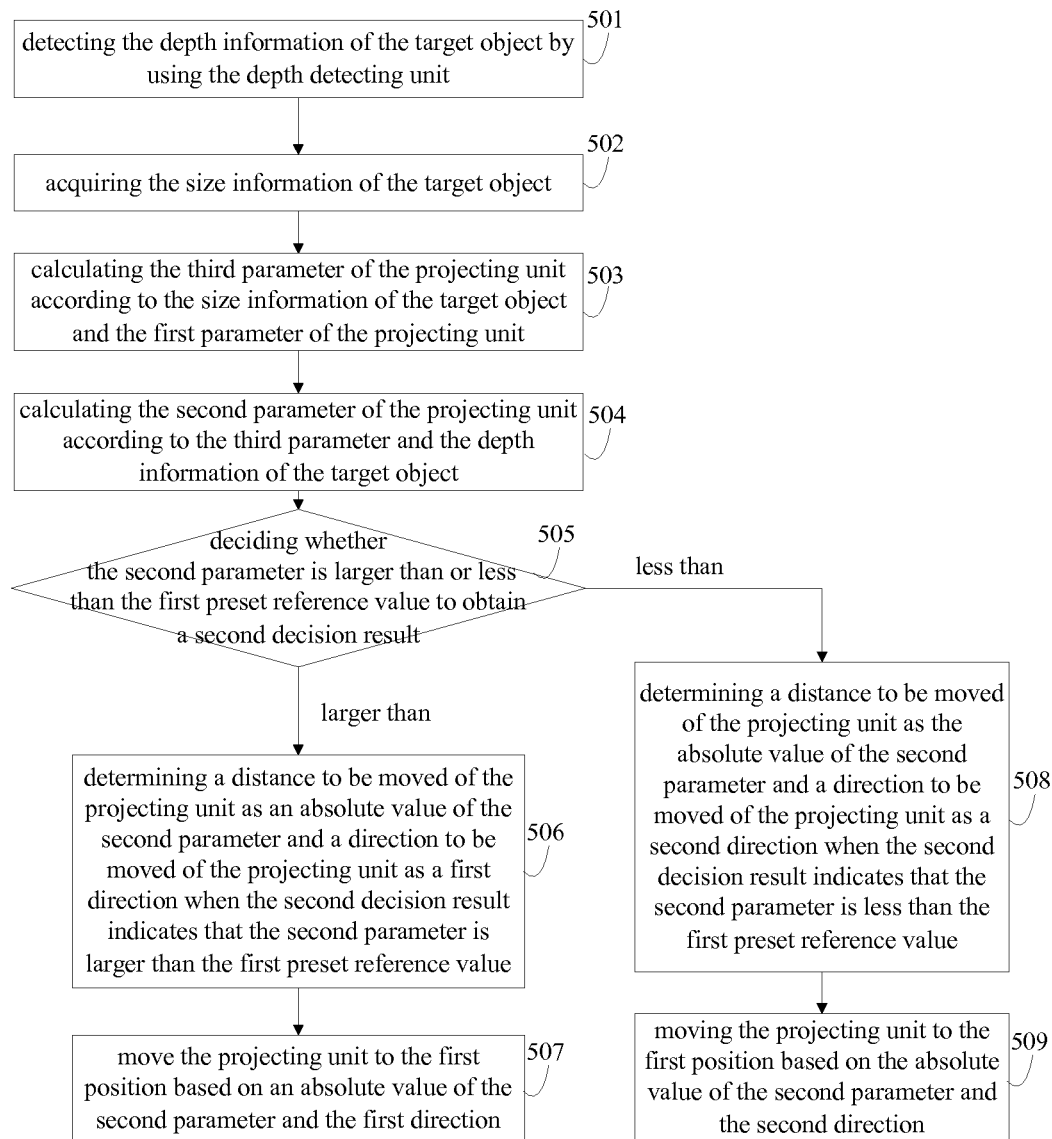 501
detecting the depth information of the target object by
using the depth detecting unit
502
acquiring the size information of the target object
503
calculating the third parameter of the projecting unit
according to the size information of the target object
and the first parameter of the projecting unit
504
calculating the second parameter of the projecting unit
according to the third parameter and the depth
information of the target object
505
deciding whether
the second parameter is larger than or less
than the first preset reference value to obtain
a second decision result
less than
larger than
determining a distance to be moved of the
projecting unit as an absolute value of the
second parameter and a direction to be
moved of the projecting unit as a first
direction when the second decision result
indicates that the second parameter is
larger than the first preset reference value
506
move the projecting unit to the first
position based on an absolute value of the
second parameter and the first direction
507
determining a distance to be moved
of the projecting unit as the
absolute value of the second
parameter and a direction to be
moved of the projecting unit as a
second direction when the second
decision result indicates that the
second parameter is less than the
first preset reference value
508
moving the projecting unit to the
first position based on the absolute
value of the second parameter and
the second direction
509